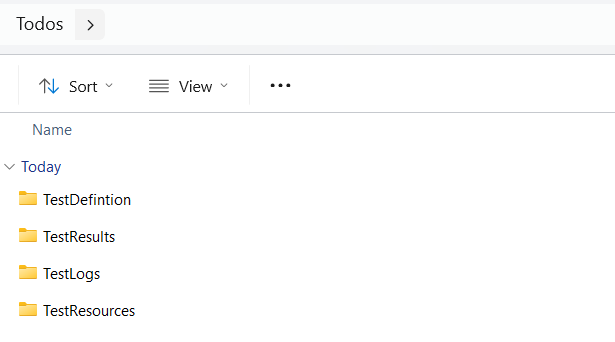 Todos
Sort View
Name
Today
TestDefintion
TestResults
TestLogs
TestResources